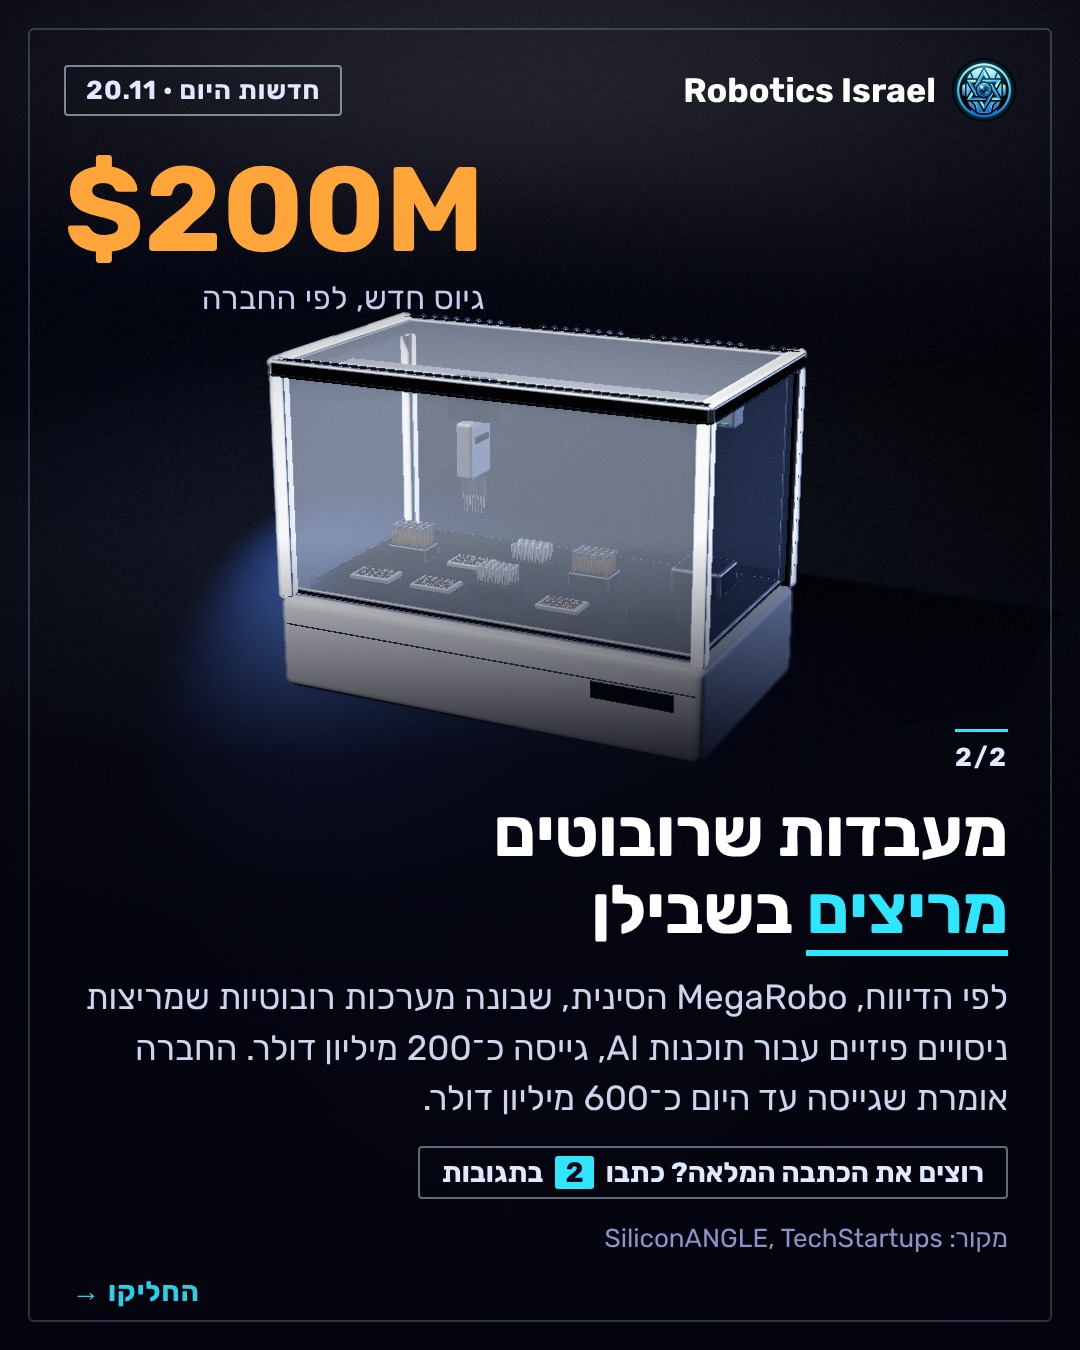 Robotics Israel
חדשות היום • 20.11
$200M
גיוס חדש, לפי החברה
2/2
מעבדות שרובוטים
מריצים בשבילן
לפי הדיווח, MegaRobo הסינית, שבונה מערכות רובוטיות שמריצות
ניסויים פיזיים עבור תוכנות AI, גייסה כ־200 מיליון דולר. החברה
אומרת שגייסה עד היום כ־600 מיליון דולר.
רוצים את הכתבה המלאה? כתבו 2 בתגובות
מקור: SiliconANGLE, TechStartups
החליקו →